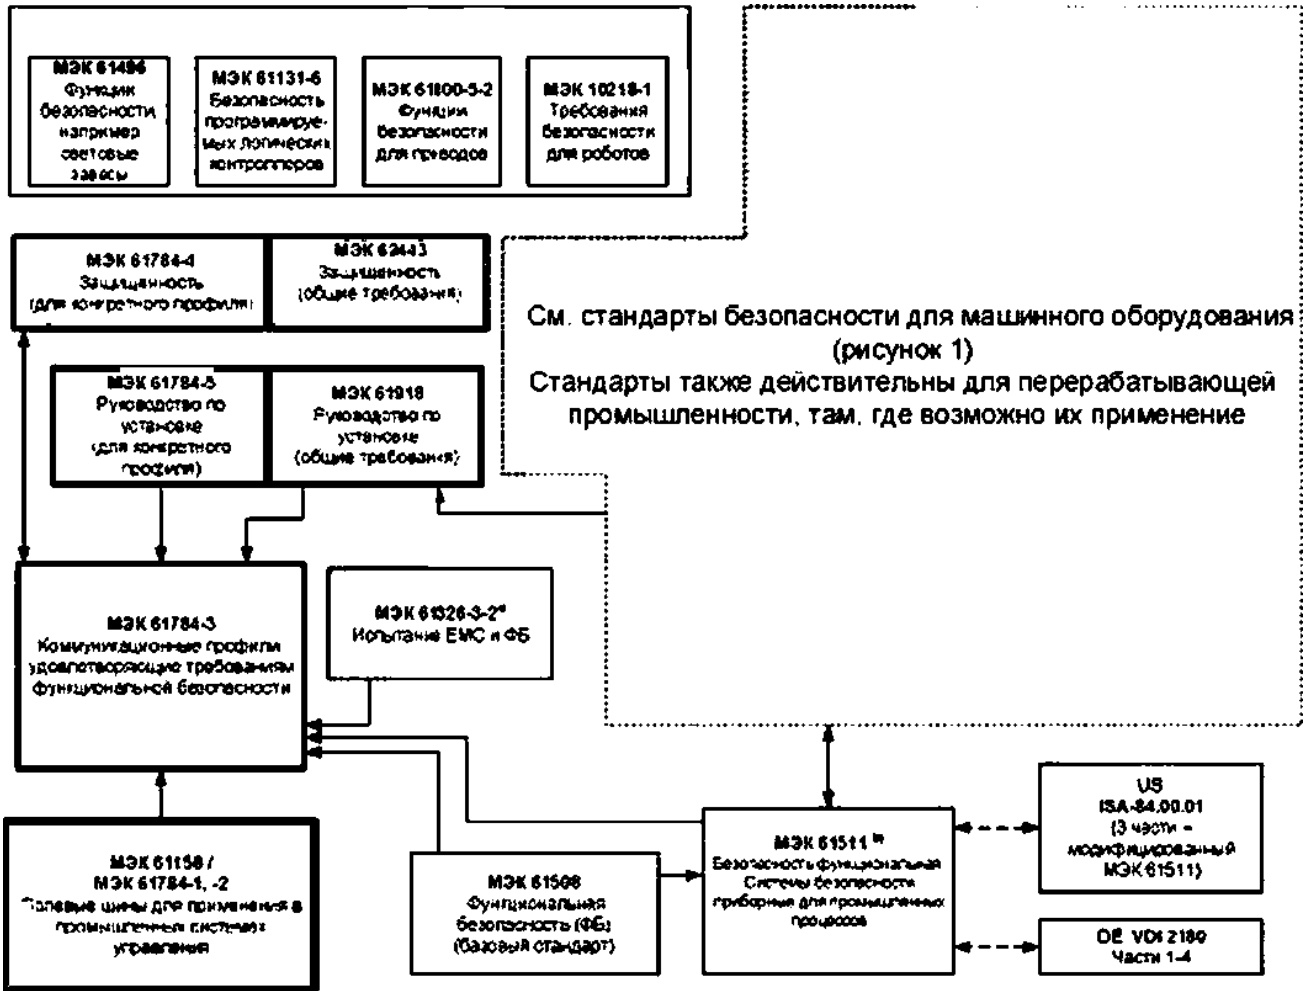 МЭК 61496
Функции
безопасности,
например
световые
завесы
МЭК 61131-6
Безопасность
программируе-
мых логических
контроллеров
МЭК 61800-5-2
Функции
безопасности
для приводов
МЭК 10218-1
Требования
безопасности
для роботов
МЭК 61784-4
Защищенность
(для конкретного профиля)
МЭК 62443
Защищенность
(общие требования)
См. стандарты безопасности для машинного оборудования
(рисунок 1)
Стандарты также действительны для перерабатывающей
промышленности, там, где возможно их применение
МЭК 61784-5
Руководство по
установке
(для конкретного
профиля)
МЭК 61918
Руководство по
установке
(общие требования)
МЭК 61784-3
Коммуникационные профили
удовлетворяющие требованиям
функциональной безопасности
МЭК 61326-3-2ᵃ
Испытание ЕМС и ФБ
МЭК 61158 /
МЭК 61784-1, -2
Полевые шины для применения в
промышленных системах
управления
МЭК 61508
Функциональная
безопасность (ФБ)
(базовый стандарт)
МЭК 61511 ᵇ
Безопасность функциональная
Системы безопасности
приборные для промышленных
процессов
US
ISA-84.00.01
(3 части =
модифицированный
МЭК 61511)
DE VDI 2180
Части 1-4